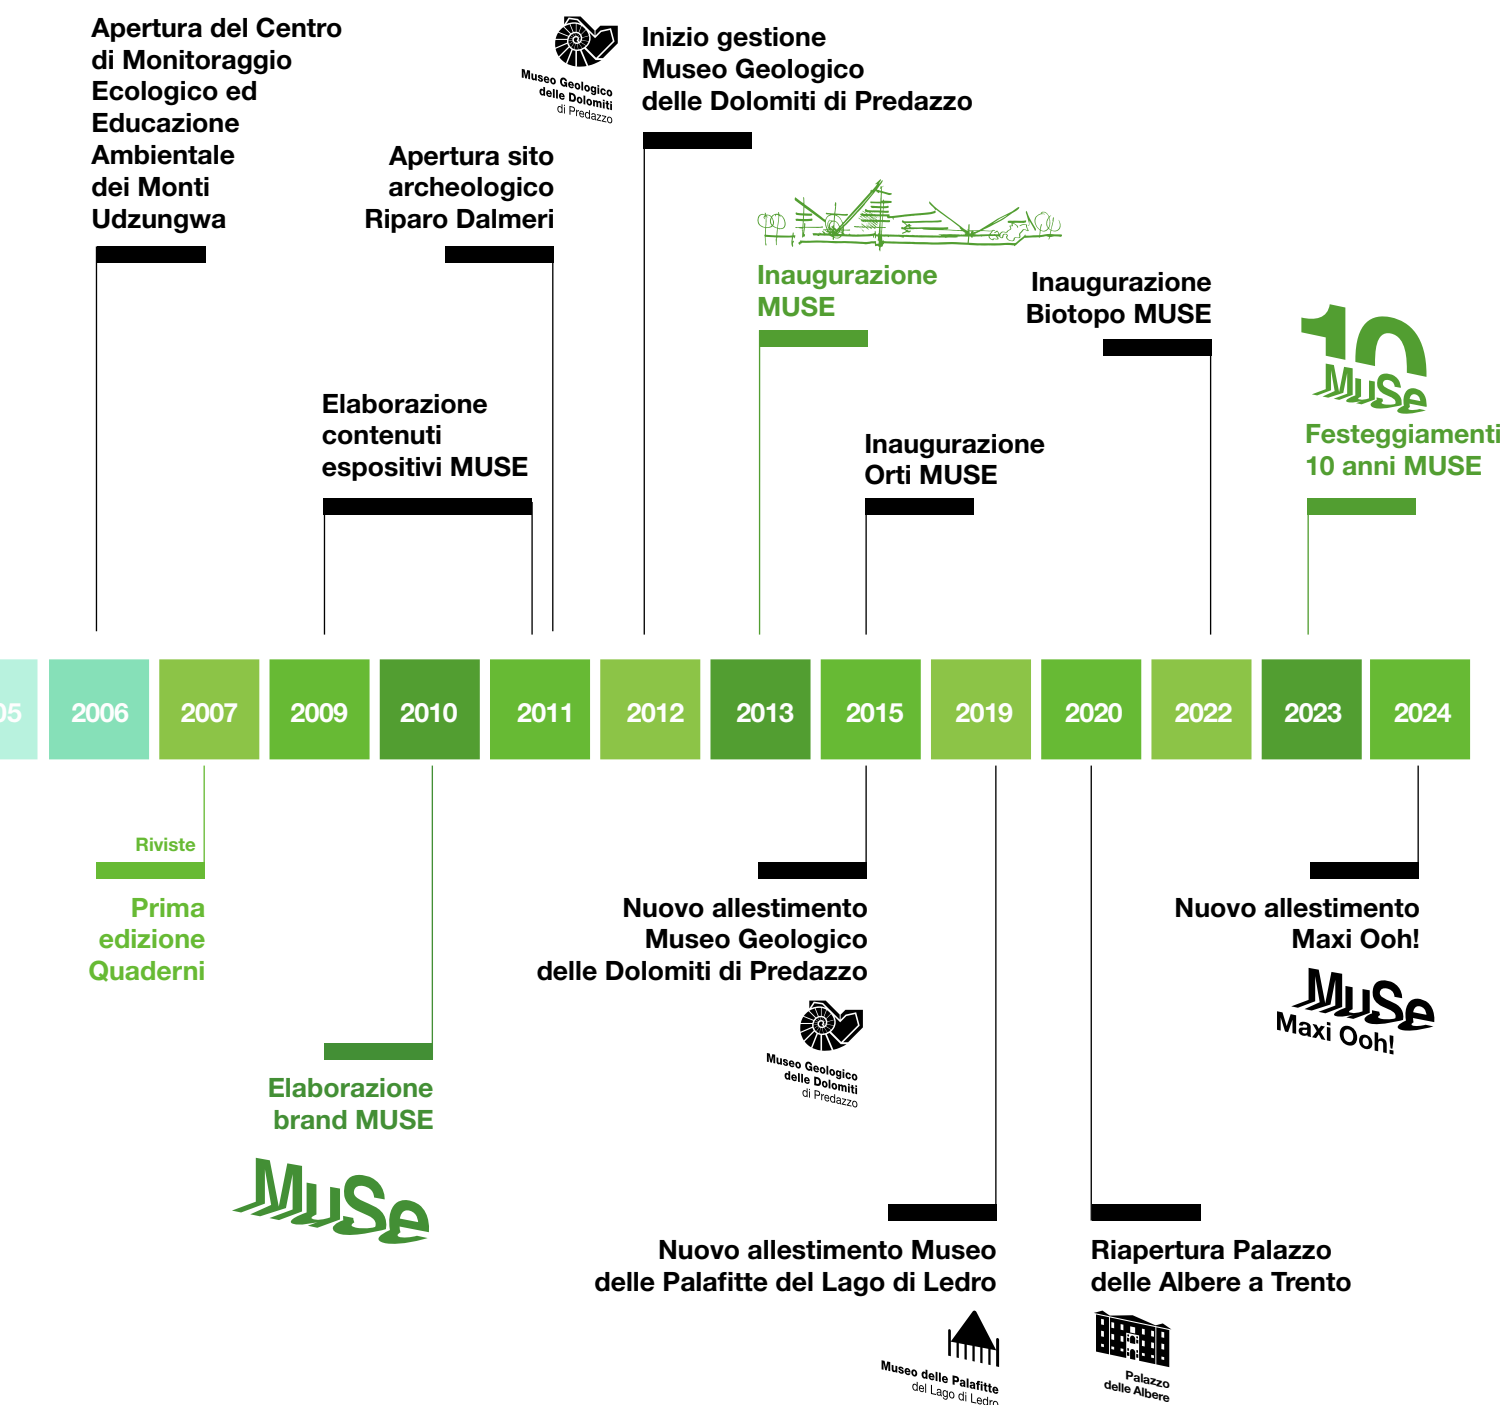 Apertura del Centro
di Monitoraggio
Ecologico ed
Educazione
Ambientale
dei Monti
Udzungwa
Apertura sito
archeologico
Riparo Dalmeri
Museo Geologico
delle Dolomiti
di Predazzo
Inizio gestione
Museo Geologico
delle Dolomiti di Predazzo
Inaugurazione
MUSE
Inaugurazione
Biotopo MUSE
10
MuSe
Festeggiamenti
10 anni MUSE
Elaborazione
contenuti
espositivi MUSE
Inaugurazione
Orti MUSE
05 2006 2007 2009 2010 2011 2012 2013 2015 2019 2020 2022 2023 2024
Riviste
Prima
edizione
Quaderni
Elaborazione
brand MUSE
MuSe
Nuovo allestimento
Museo Geologico
delle Dolomiti di Predazzo
Museo Geologico
delle Dolomiti
di Predazzo
Nuovo allestimento
Maxi Ooh!
MuSe
Maxi Ooh!
Nuovo allestimento Museo
delle Palafitte del Lago di Ledro
Museo delle Palafitte
del Lago di Ledro
Riapertura Palazzo
delle Albere a Trento
Palazzo
delle Albere